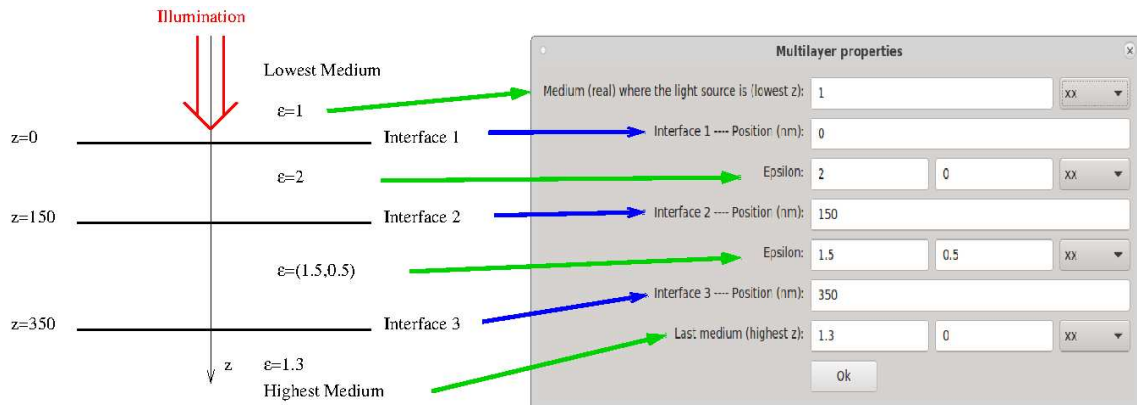 Illumination
Lowest Medium
ε=1
z=0
Interface 1
ε=2
z=150
Interface 2
ε=(1.5,0.5)
z=350
Interface 3
z
ε=1.3
Highest Medium
Multilayer properties
Medium (real) where the light source is (lowest z): 1 xx
Interface 1 ---- Position (nm): 0
Epsilon: 2 0 xx
Interface 2 ---- Position (nm): 150
Epsilon: 1.5 0.5 xx
Interface 3 ---- Position (nm): 350
Last medium (highest z): 1.3 0 xx
Ok